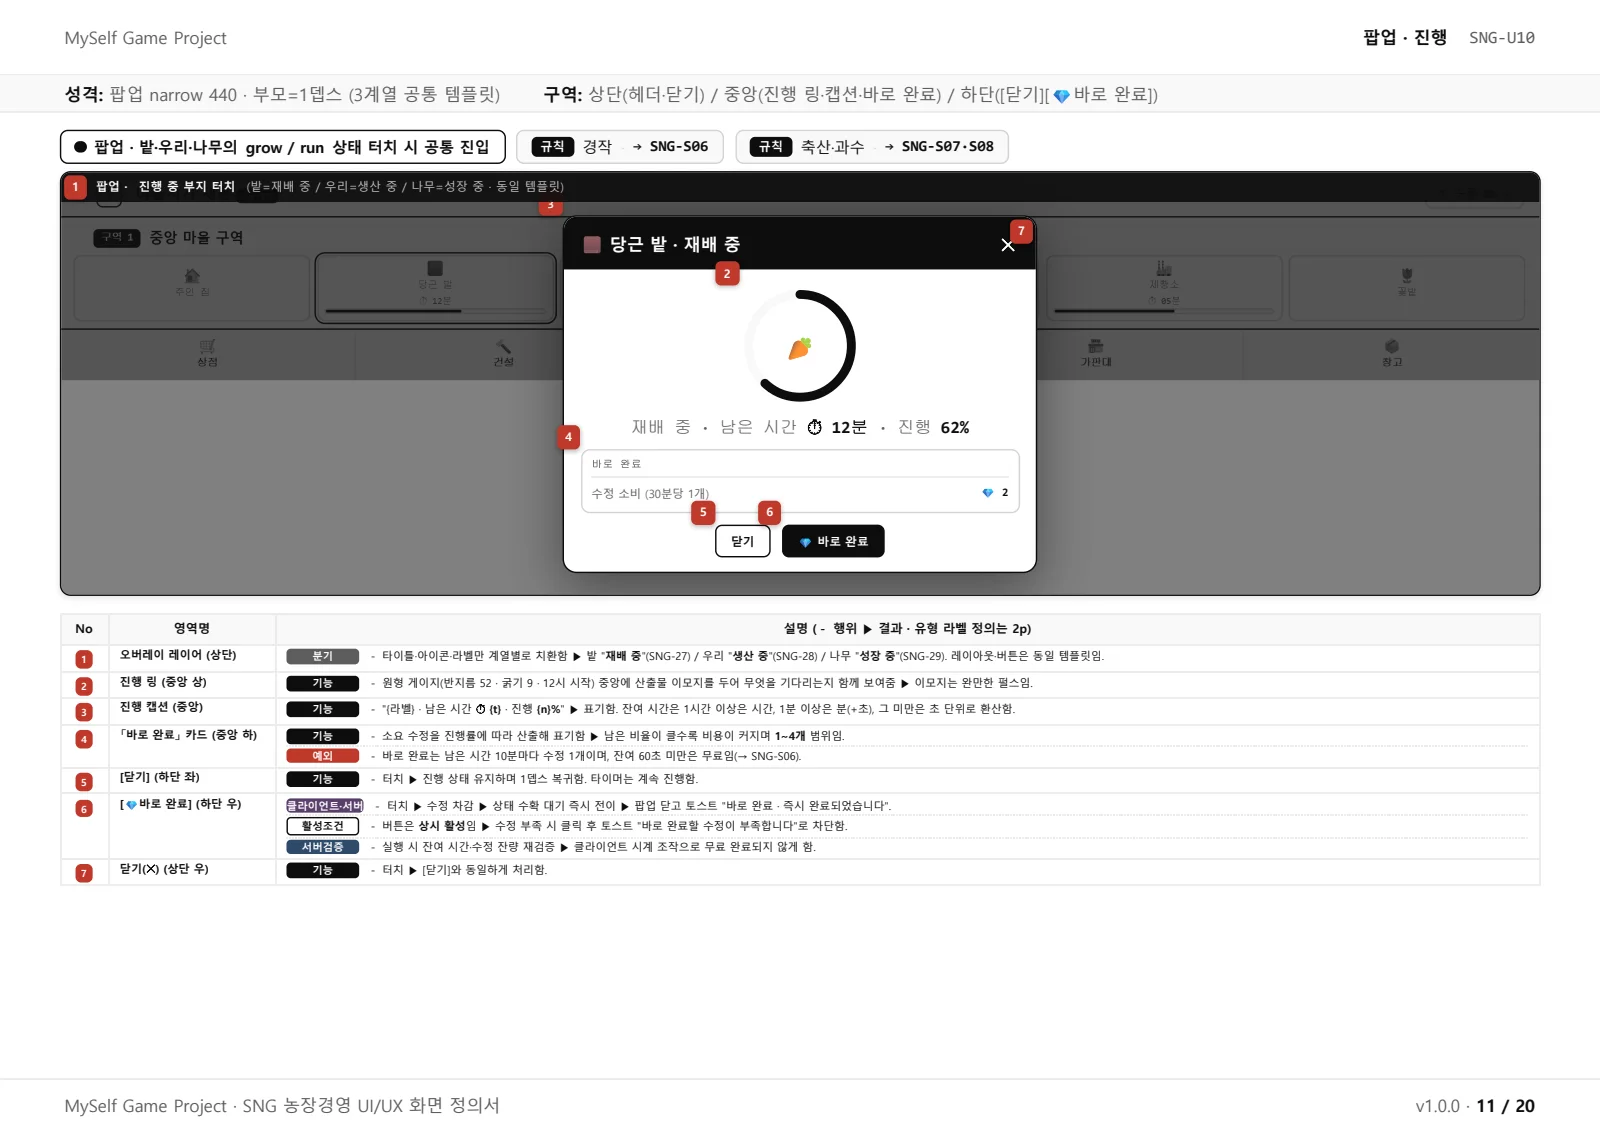 MySelf Game Project
팝업 · 진행 SNG-U10
성격: 팝업 narrow 440 · 부모=1뎁스 (3계열 공통 템플릿) 구역: 상단(헤더·닫기) / 중앙(진행 링·캡션·바로 완료) / 하단([닫기][💎바로 완료])
● 팝업 · 밭·우리·나무의 grow / run 상태 터치 시 공통 진입
규칙 경작 → SNG-S06
규칙 축산·과수 → SNG-S07·S08
1 팝업 · 진행 중 부지 터치 (밭=재배 중 / 우리=생산 중 / 나무=성장 중 · 동일 템플릿)
3
구역 1 중앙 마을 구역
주민 집
당근 밭
⏱ 12분
제빵소
⏱ 05분
꽃밭
상점
건설
가판대
창고
당근 밭 · 재배 중
✕
7
2
재배 중 · 남은 시간 ⏱ 12분 · 진행 62%
4
바로 완료
수정 소비 (30분당 1개) 💎 2
5
6
닫기
💎 바로 완료
No 영역명 설명 ( - 행위 ▶ 결과 · 유형 라벨 정의는 2p)
1 오버레이 레이어 (상단) 분기 - 타이틀·아이콘·라벨만 계열별로 치환함 ▶ 밭 "재배 중"(SNG-27) / 우리 "생산 중"(SNG-28) / 나무 "성장 중"(SNG-29). 레이아웃·버튼은 동일 템플릿임.
2 진행 링 (중앙 상) 기능 - 원형 게이지(반지름 52 · 굵기 9 · 12시 시작) 중앙에 산출물 이모지를 두어 무엇을 기다리는지 함께 보여줌 ▶ 이모지는 완만한 펄스임.
3 진행 캡션 (중앙) 기능 - "{라벨} · 남은 시간 ⏱ {t} · 진행 {n}%" ▶ 표기함. 잔여 시간은 1시간 이상은 시간, 1분 이상은 분(+초), 그 미만은 초 단위로 환산함.
4 「바로 완료」 카드 (중앙 하) 기능 - 소요 수정을 진행률에 따라 산출해 표기함 ▶ 남은 비율이 클수록 비용이 커지며 1~4개 범위임.
예외 - 바로 완료는 남은 시간 10분마다 수정 1개이며, 잔여 60초 미만은 무료임(→ SNG-S06).
5 [닫기] (하단 좌) 기능 - 터치 ▶ 진행 상태 유지하며 1뎁스 복귀함. 타이머는 계속 진행함.
6 [💎바로 완료] (하단 우) 클라이언트·서버 - 터치 ▶ 수정 차감 ▶ 상태 수확 대기 즉시 전이 ▶ 팝업 닫고 토스트 "바로 완료 · 즉시 완료되었습니다".
활성조건 - 버튼은 상시 활성임 ▶ 수정 부족 시 클릭 후 토스트 "바로 완료할 수정이 부족합니다"로 차단함.
서버검증 - 실행 시 잔여 시간·수정 잔량 재검증 ▶ 클라이언트 시계 조작으로 무료 완료되지 않게 함.
7 닫기(✕) (상단 우) 기능 - 터치 ▶ [닫기]와 동일하게 처리함.
MySelf Game Project · SNG 농장경영 UI/UX 화면 정의서
v1.0.0 · 11 / 20